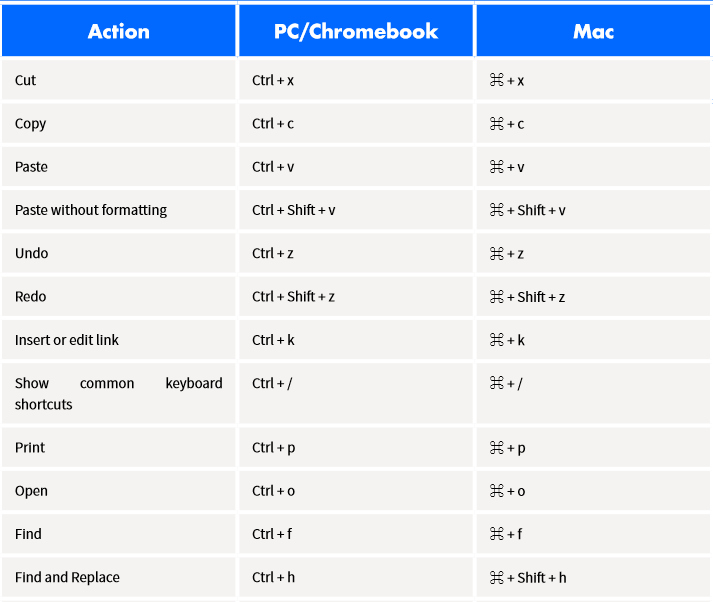 Action PC/Chromebook Mac
Cut Ctrl + x ⌘ + x
Copy Ctrl + c ⌘ + c
Paste Ctrl + v ⌘ + v
Paste without formatting Ctrl + Shift + v ⌘ + Shift + v
Undo Ctrl + z ⌘ + z
Redo Ctrl + Shift + z ⌘ + Shift + z
Insert or edit link Ctrl + k ⌘ + k
Show common keyboard Ctrl + / ⌘ + /
shortcuts
Print Ctrl + p ⌘ + p
Open Ctrl + o ⌘ + o
Find Ctrl + f ⌘ + f
Find and Replace Ctrl + h ⌘ + Shift + h